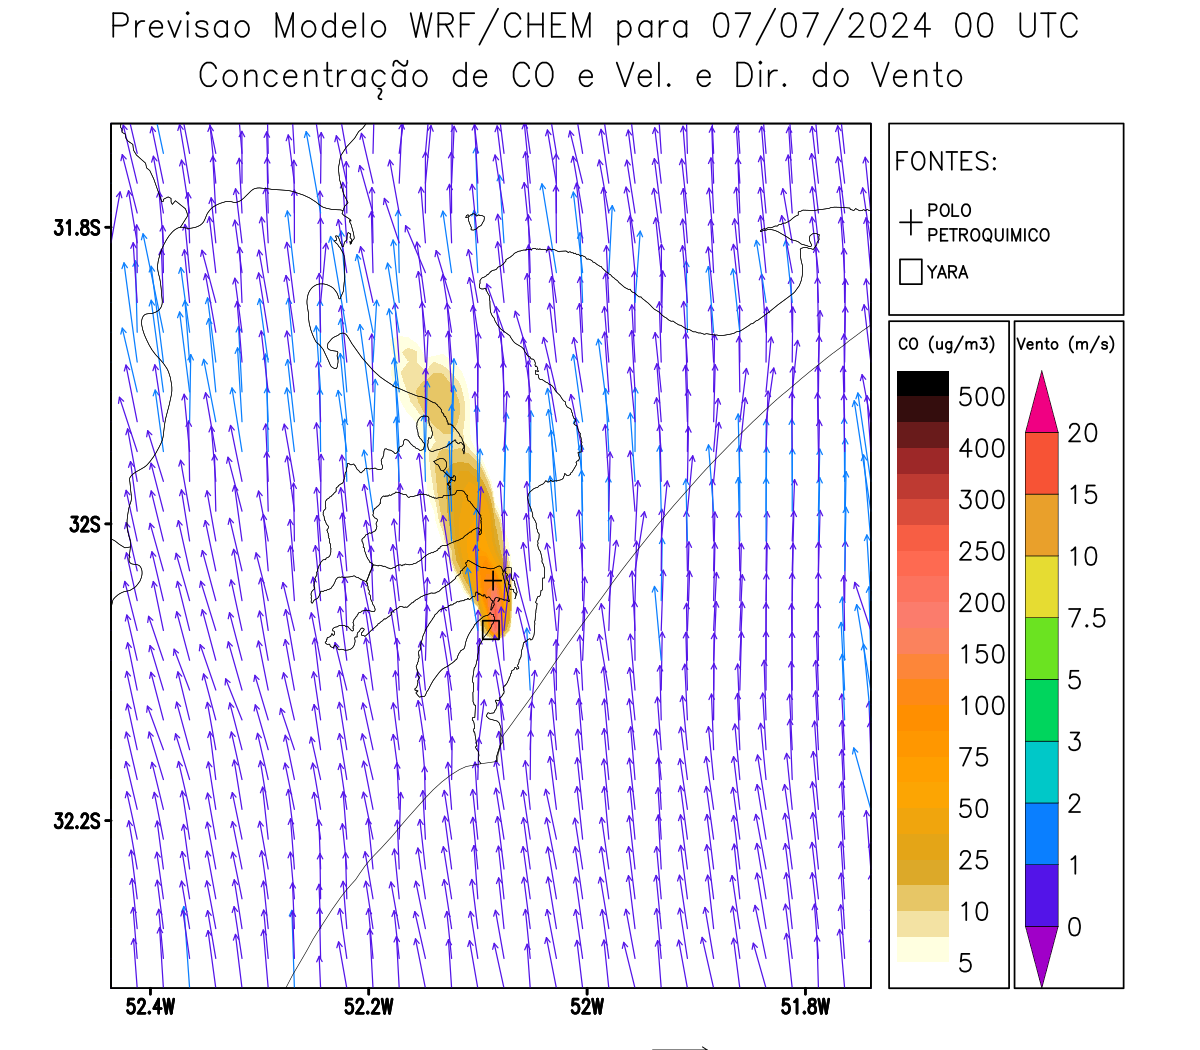 Previsao Modelo WRF/CHEM para 07/07/2024 00 UTC
Concentração de CO e Vel. e Dir. do Vento
FONTES:
POLO
PETROQUIMICO
YARA
CO (ug/m3)
500
400
300
250
200
150
100
75
50
25
10
5
Vento (m/s)
20
15
10
7.5
5
3
2
1
0
31.8S
32S
32.2S
52.4W
52.2W
52W
51.8W